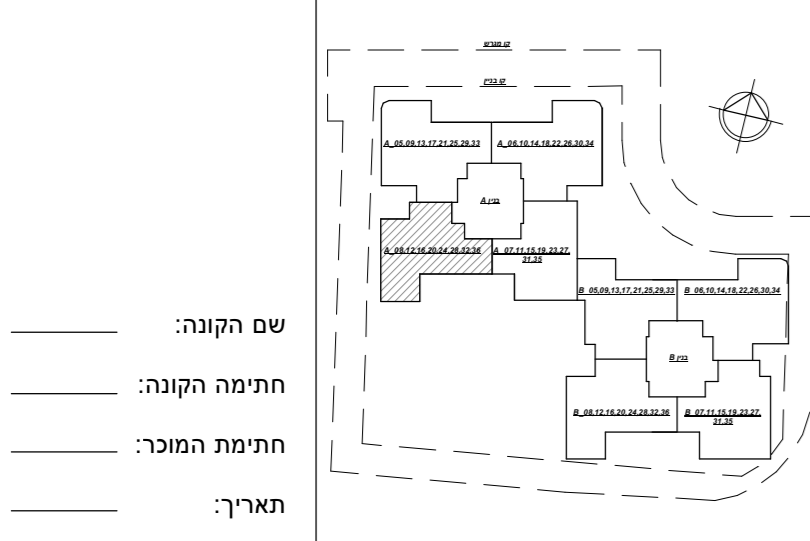 קו מגרש
קו בניין
A_05.09.13.17.21.25.29.33
A_06.10.14.18.22.26.30.34
בניין A
A_08.12.16.20.24.28.32.36
A_07.11.15.19.23.27.
31.35
B_05,09,13,17,21,25,29,33
B_06,10,14,18,22,26,30,34
בניין B
B_08.12.16.20.24.28.32.36
B_07.11.15.19.23.27.
31.35
שם הקונה:
חתימה הקונה:
חתימת המוכר:
תאריך: